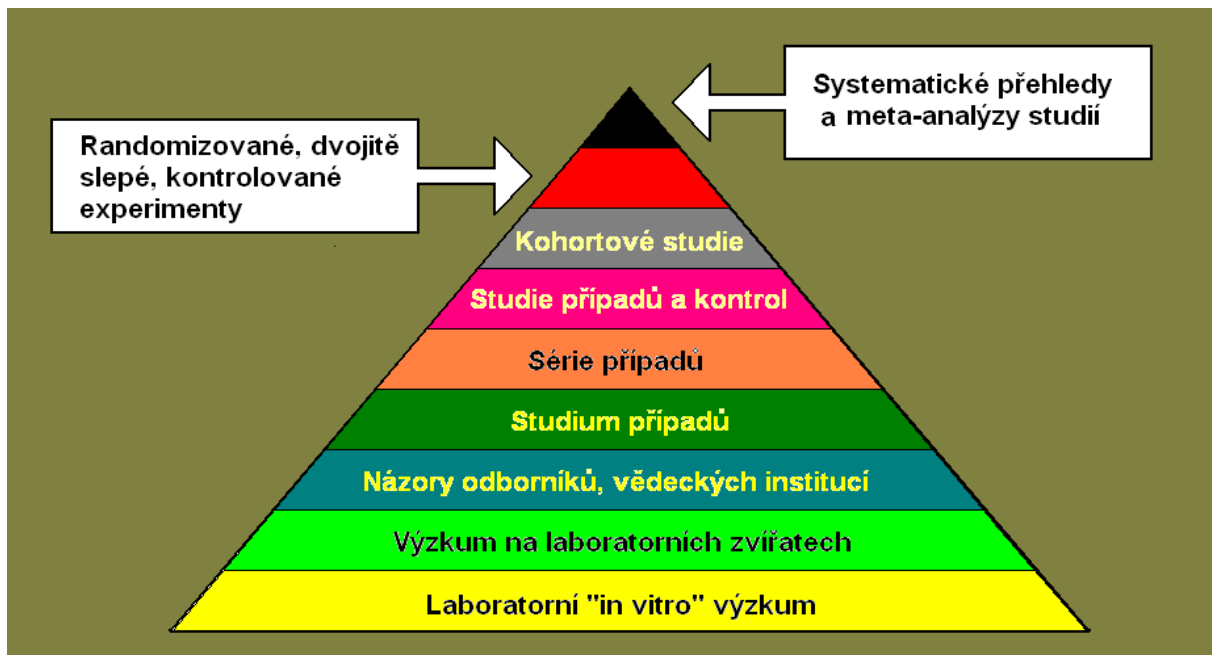 Systematické přehledy
a meta-analýzy studií
Randomizované, dvojitě
slepé, kontrolované
experimenty
Kohortové studie
Studie případů a kontrol
Série případů
Studium případů
Názory odborníků, vědeckých institucí
Výzkum na laboratorních zvířatech
Laboratorní "in vitro" výzkum